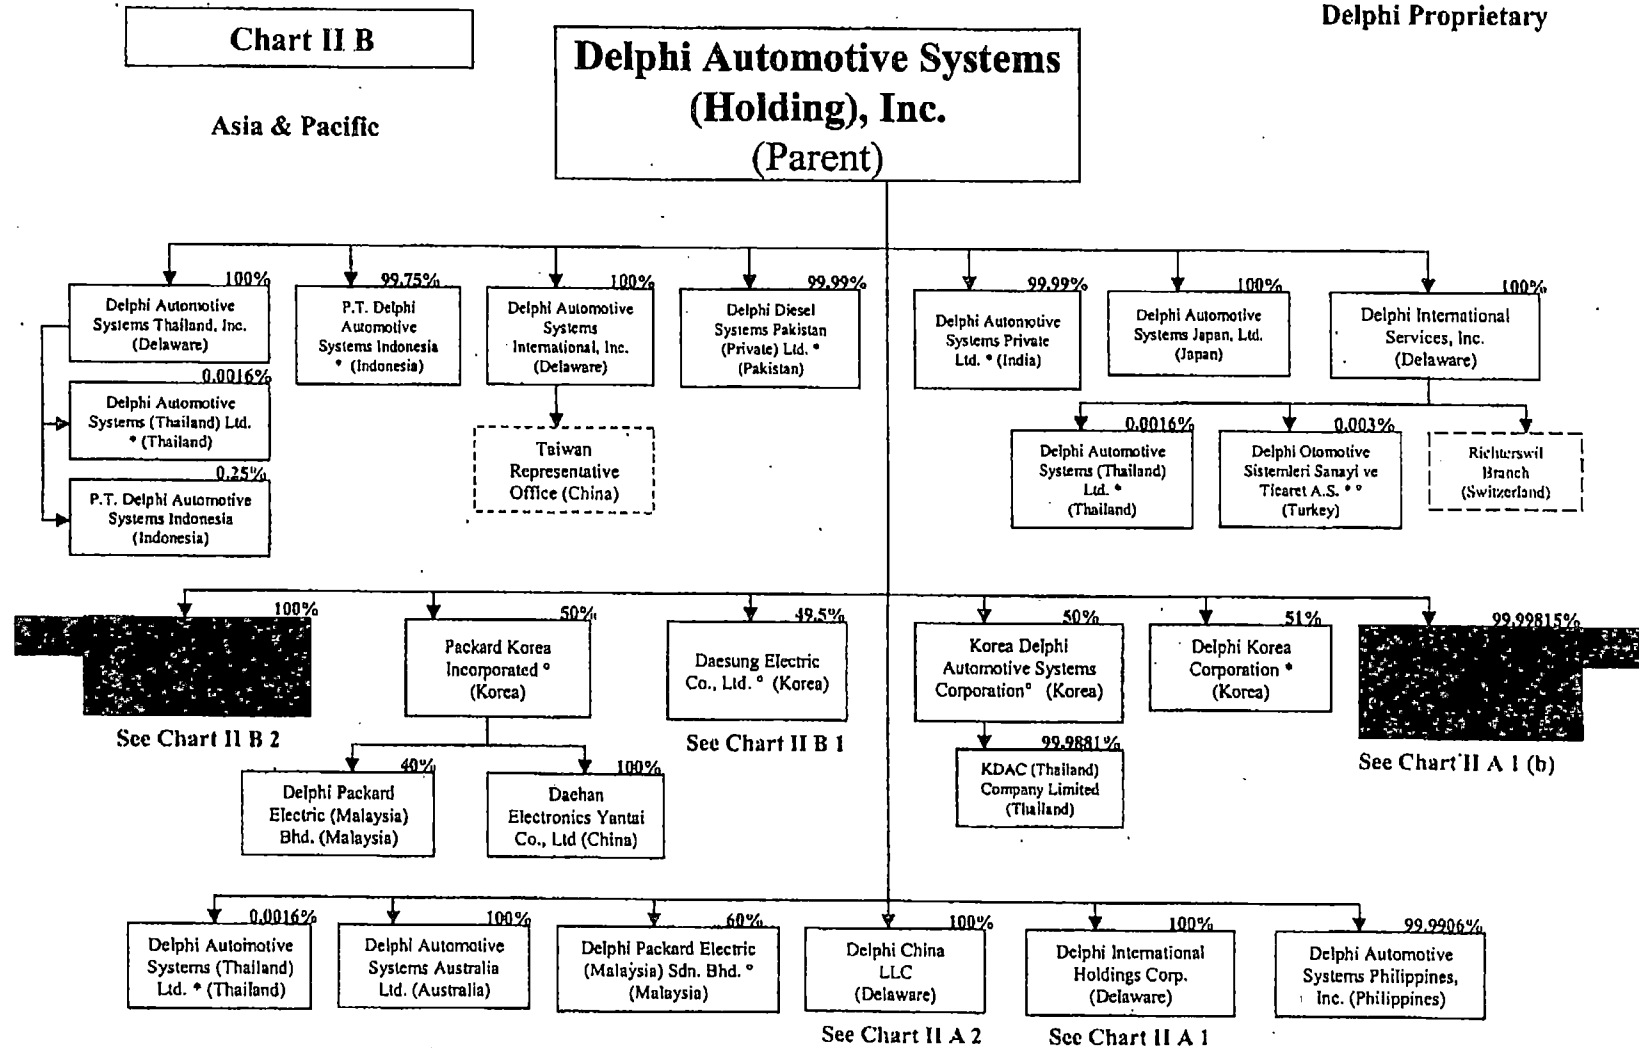 Delphi Proprietary
Chart II B
Asia & Pacific
Delphi Automotive Systems
(Holding), Inc.
(Parent)
100%
Delphi Automotive
Systems Thailand, Inc.
(Delaware)
99.75%
P.T. Delphi
Automotive
Systems Indonesia
* (Indonesia)
100%
Delphi Automotive
Systems
International, Inc.
(Delaware)
99.99%
Delphi Diesel
Systems Pakistan
(Private) Ltd. *
(Pakistan)
99.99%
Delphi Automotive
Systems Private
Ltd. * (India)
100%
Delphi Automotive
Systems Japan, Ltd.
(Japan)
100%
Delphi International
Services, Inc.
(Delaware)
0.0016%
Delphi Automotive
Systems (Thailand) Ltd.
* (Thailand)
0.25%
P.T. Delphi Automotive
Systems Indonesia
(Indonesia)
Taiwan
Representative
Office (China)
0.0016%
Delphi Automotive
Systems (Thailand)
Ltd. *
(Thailand)
0.003%
Delphi Otomotive
Sistemleri Sanayi ve
Ticaret A.S. * °
(Turkey)
Richterswil
Branch
(Switzerland)
100%
See Chart II B 2
50%
Packard Korea
Incorporated °
(Korea)
49.5%
Daesung Electric
Co., Ltd. ° (Korea)
See Chart II B 1
50%
Korea Delphi
Automotive Systems
Corporation° (Korea)
51%
Delphi Korea
Corporation *
(Korea)
99.99815%
See Chart II A 1 (b)
40%
Delphi Packard
Electric (Malaysia)
Bhd. (Malaysia)
100%
Daehan
Electronics Yantai
Co., Ltd (China)
99.9881%
KDAC (Thailand)
Company Limited
(Thailand)
0.0016%
Delphi Automotive
Systems (Thailand)
Ltd. * (Thailand)
100%
Delphi Automotive
Systems Australia
Ltd. (Australia)
60%
Delphi Packard Electric
(Malaysia) Sdn. Bhd. °
(Malaysia)
100%
Delphi China
LLC
(Delaware)
See Chart II A 2
100%
Delphi International
Holdings Corp.
(Delaware)
See Chart II A 1
99.9906%
Delphi Automotive
Systems Philippines,
Inc. (Philippines)